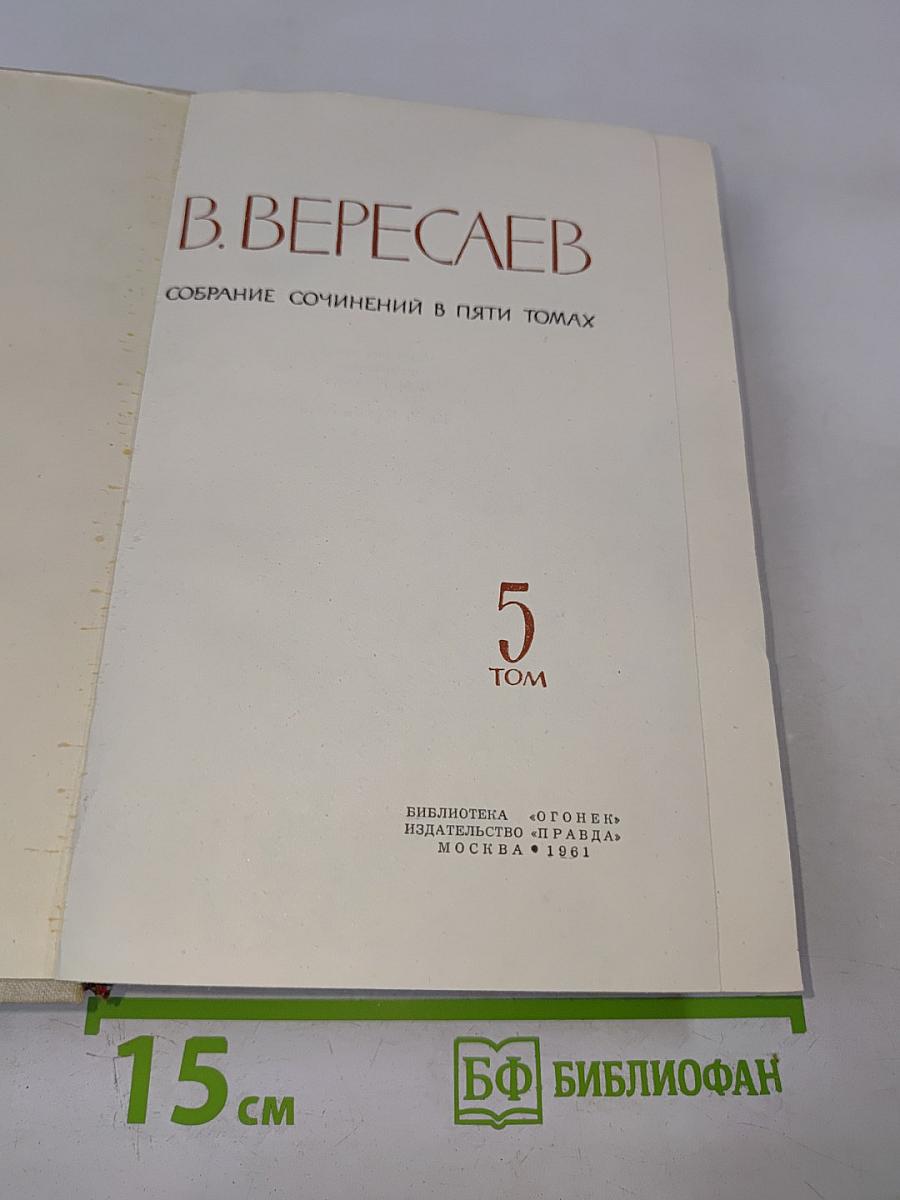 В. ВЕРЕСАЕВ
СОБРАНИЕ СОЧИНЕНИЙ В ПЯТИ ТОМАХ
5
ТОМ
БИБЛИОТЕКА «ОГОНЕК»
ИЗДАТЕЛЬСТВО «ПРАВДА»
МОСКВА • 1961
15 см
БФ БИБЛИОФАН